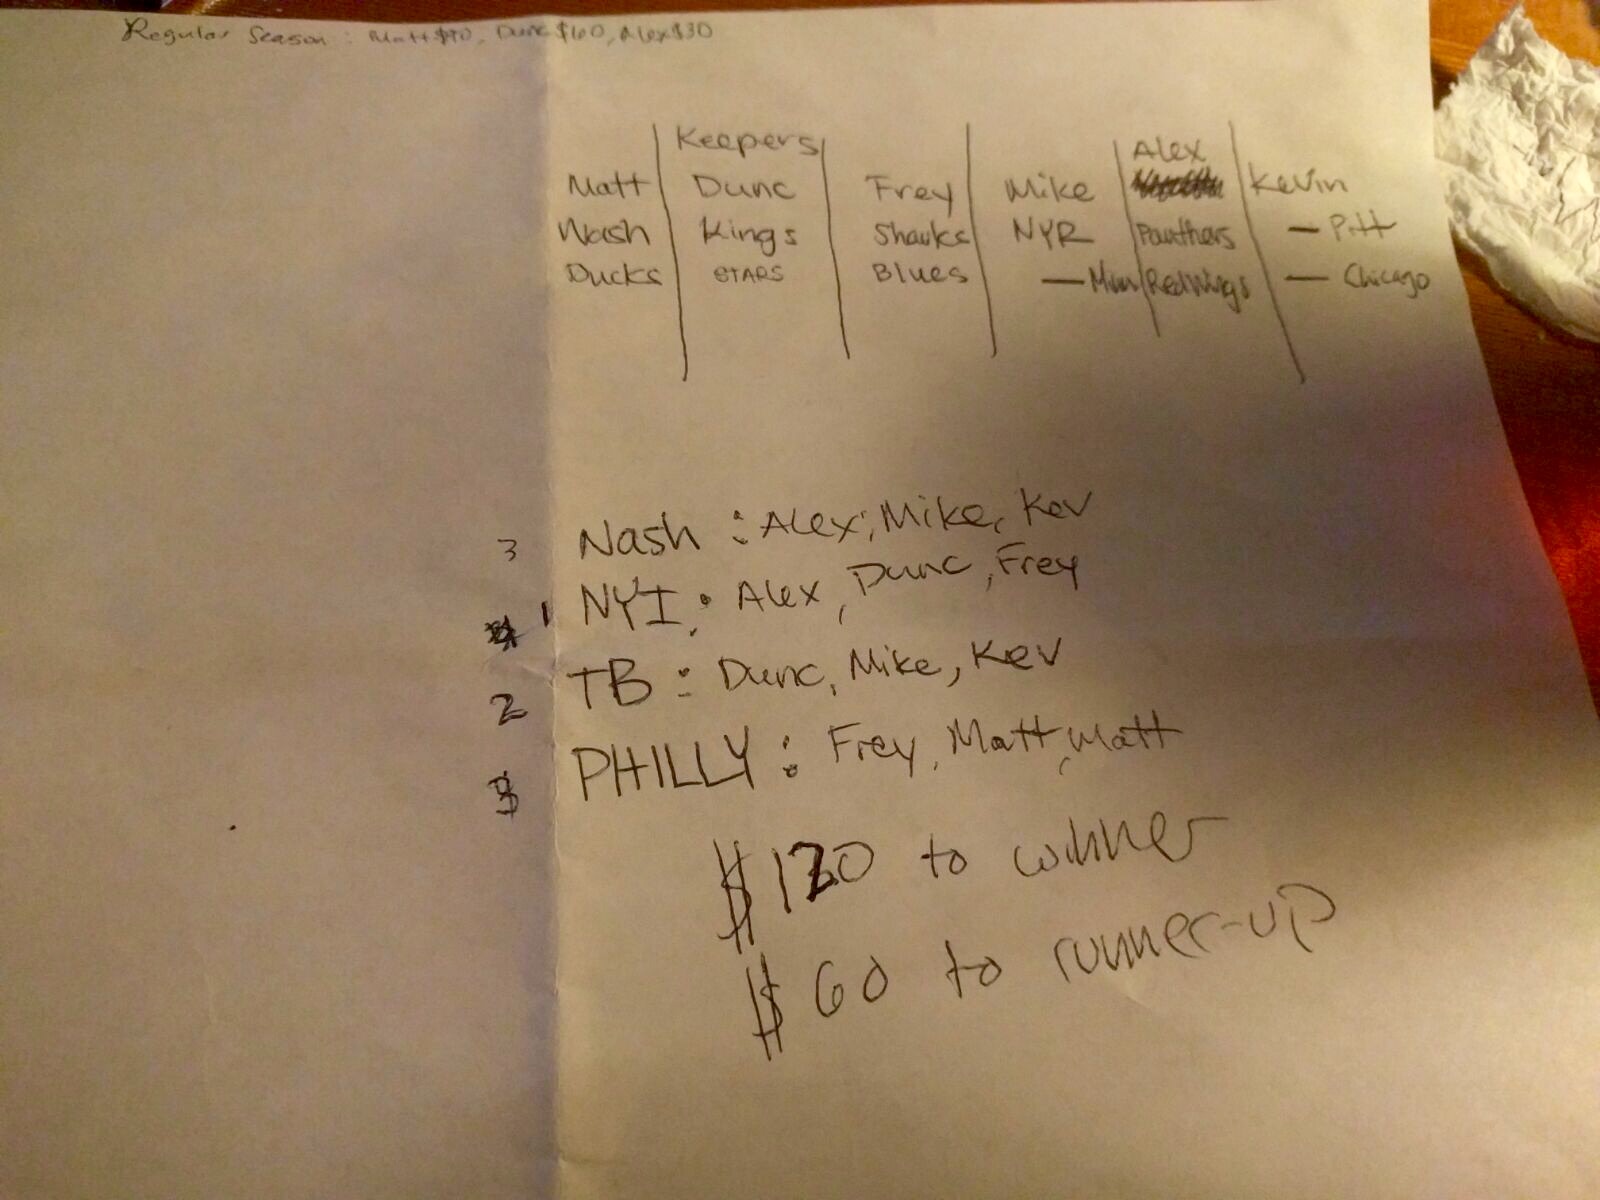 Regular Season: Matt $90, Dunc $60, Alex $30
Keepers Alex
Matt Dunc Frey Mike Kevin
Nash Kings Sharks NYR Panthers — Pitt
Ducks STARS Blues — Minn RedWings — Chicago
3 Nash: Alex, Mike, Kev
1 NYI: Alex, Dunc, Frey
2 TB: Dunc, Mike, Kev
PHILLY: Frey, Matt, Matt
$120 to winner
$60 to runner-up